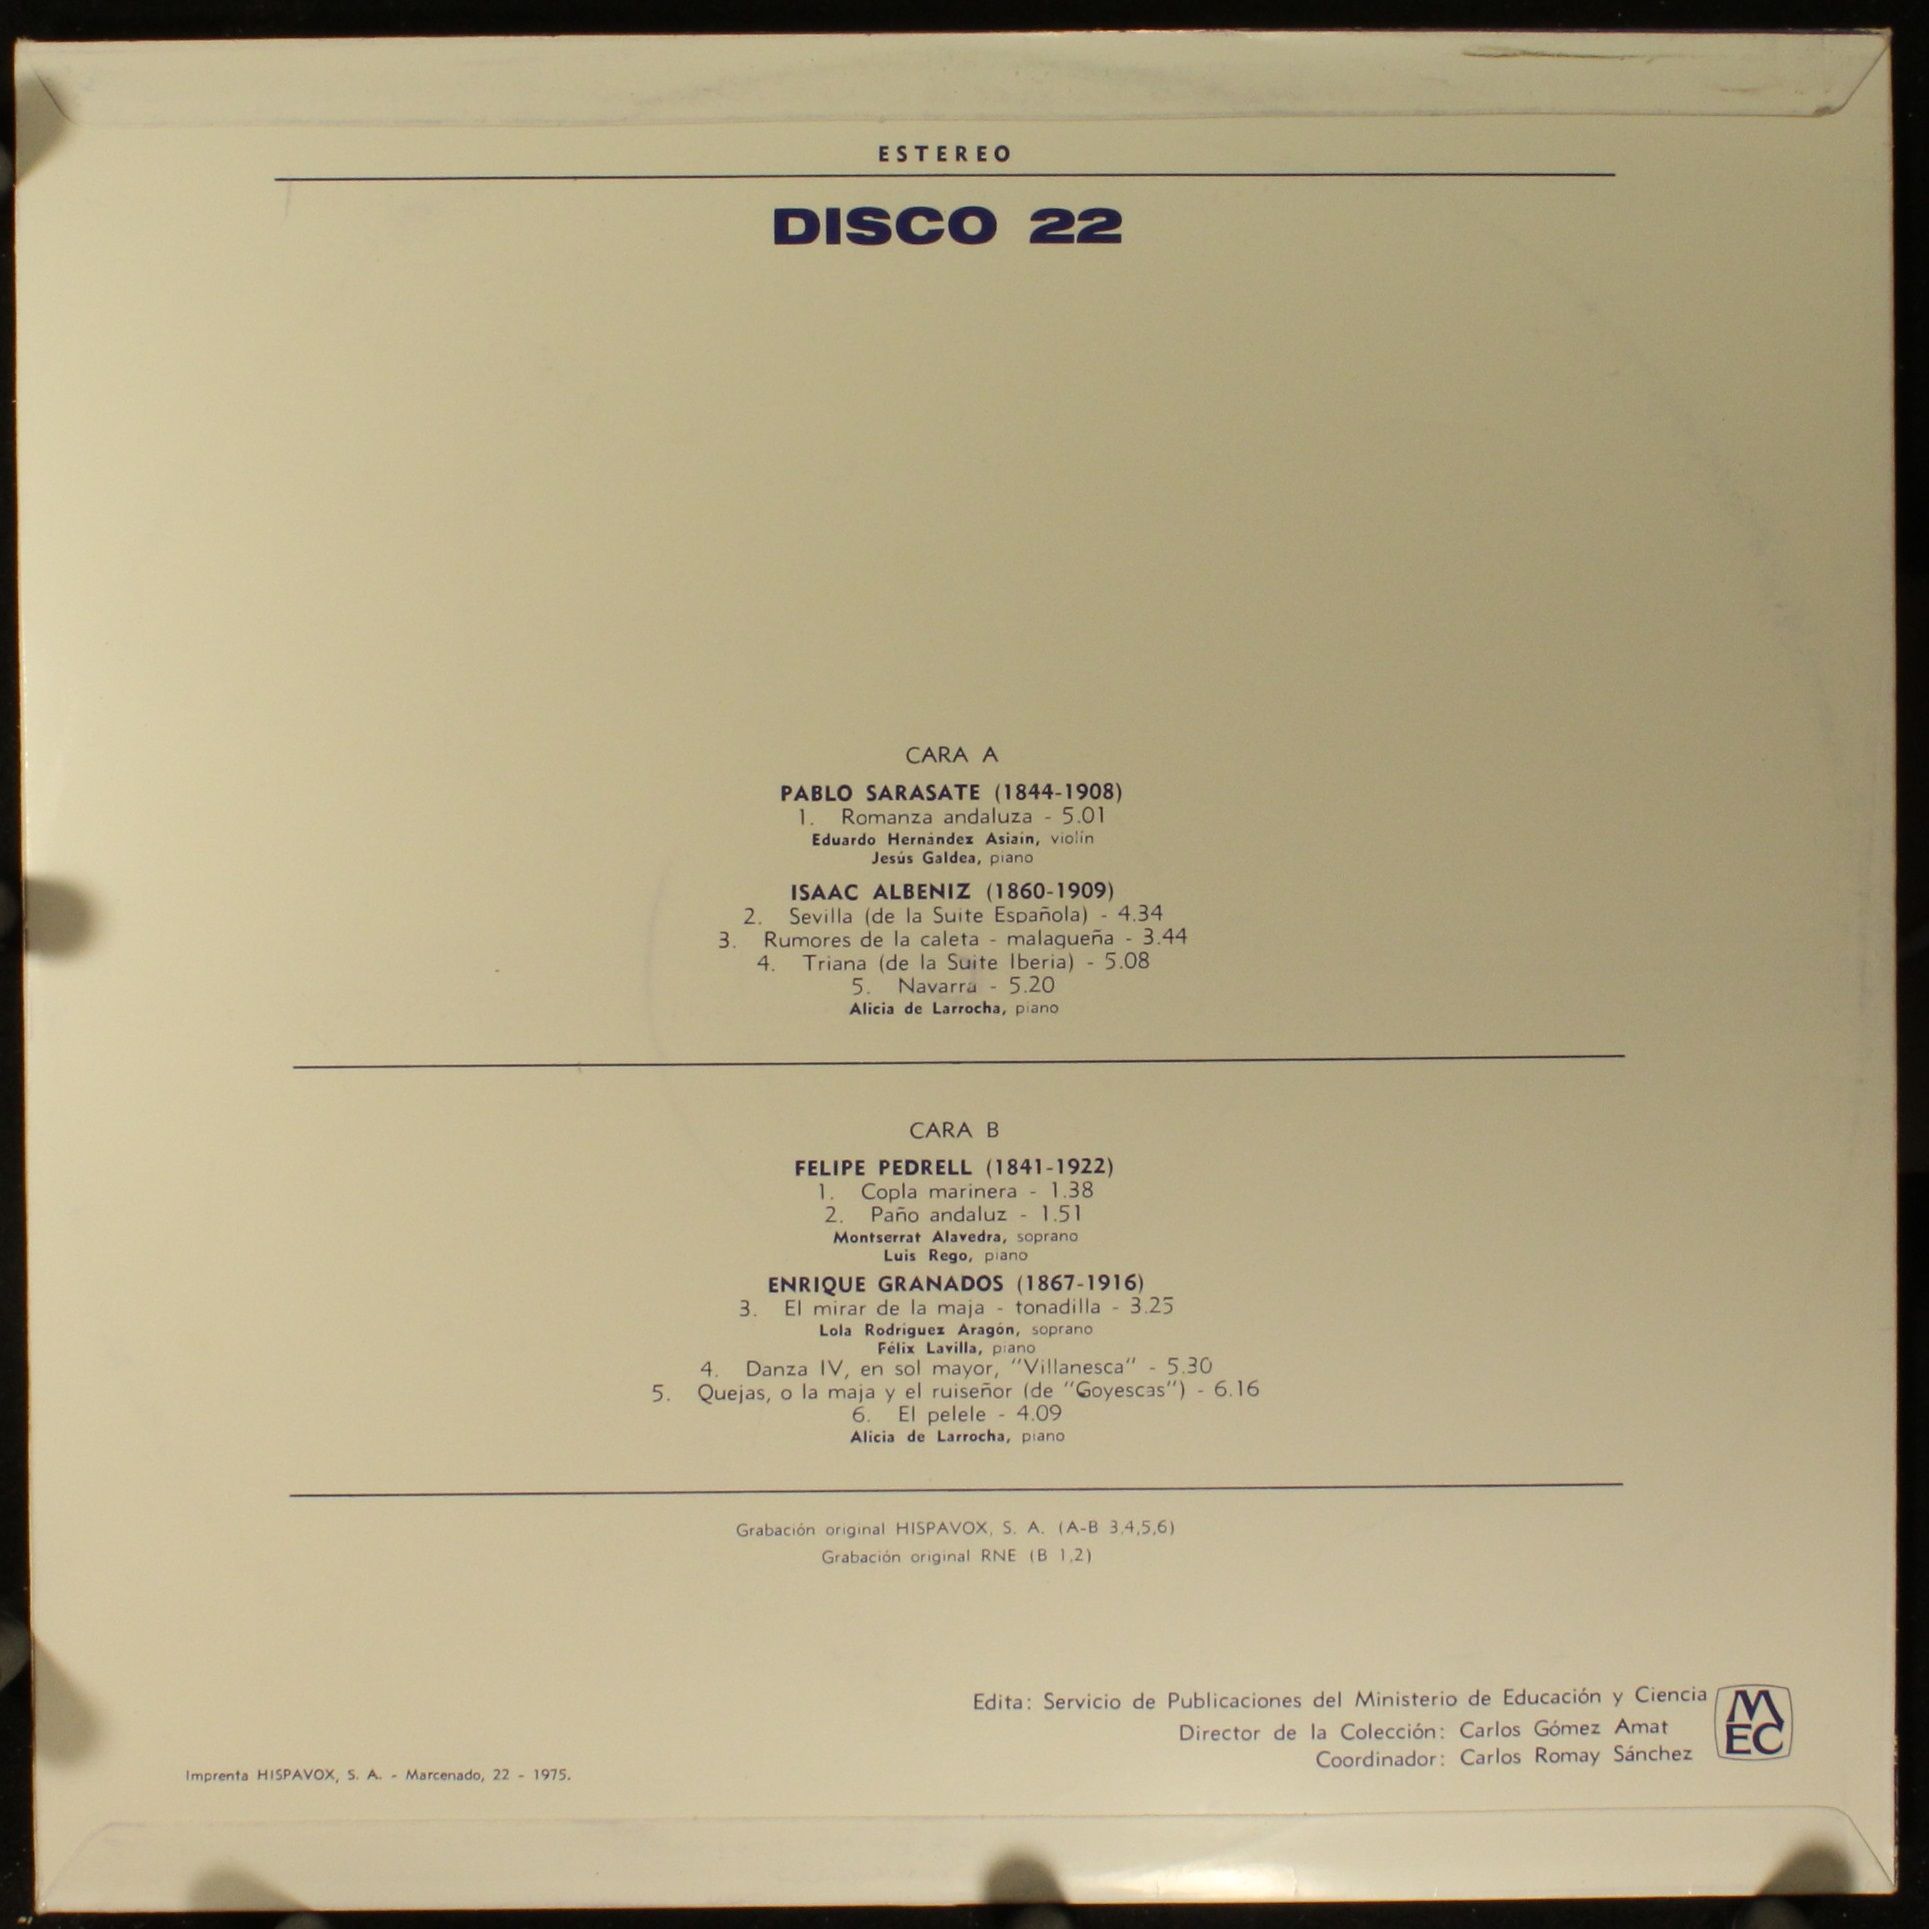 ESTEREO
DISCO 22
CARA A
PABLO SARASATE (1844-1908)
1. Romanza andaluza - 5.01
Eduardo Hernández Asiaín, violín
Jesús Galdea, piano
ISAAC ALBENIZ (1860-1909)
2. Sevilla (de la Suite Española) - 4.34
3. Rumores de la caleta - malagueña - 3.44
4. Triana (de la Suite Iberia) - 5.08
5. Navarra - 5.20
Alicia de Larrocha, piano
CARA B
FELIPE PEDRELL (1841-1922)
1. Copla marinera - 1.38
2. Paño andaluz - 1.51
Montserrat Alavedra, soprano
Luis Rego, piano
ENRIQUE GRANADOS (1867-1916)
3. El mirar de la maja - tonadilla - 3.25
Lola Rodríguez Aragón, soprano
Félix Lavilla, piano
4. Danza IV, en sol mayor, "Villanesca" - 5.30
5. Quejas, o la maja y el ruiseñor (de "Goyescas") - 6.16
6. El pelele - 4.09
Alicia de Larrocha, piano
Grabación original HISPAVOX, S. A. (A-B 3,4,5,6)
Grabación original RNE (B 1,2)
Edita: Servicio de Publicaciones del Ministerio de Educación y Ciencia
Director de la Colección: Carlos Gómez Amat
Coordinador: Carlos Romay Sánchez
MEC
Imprenta HISPAVOX, S. A. - Marcenado, 22 - 1975.